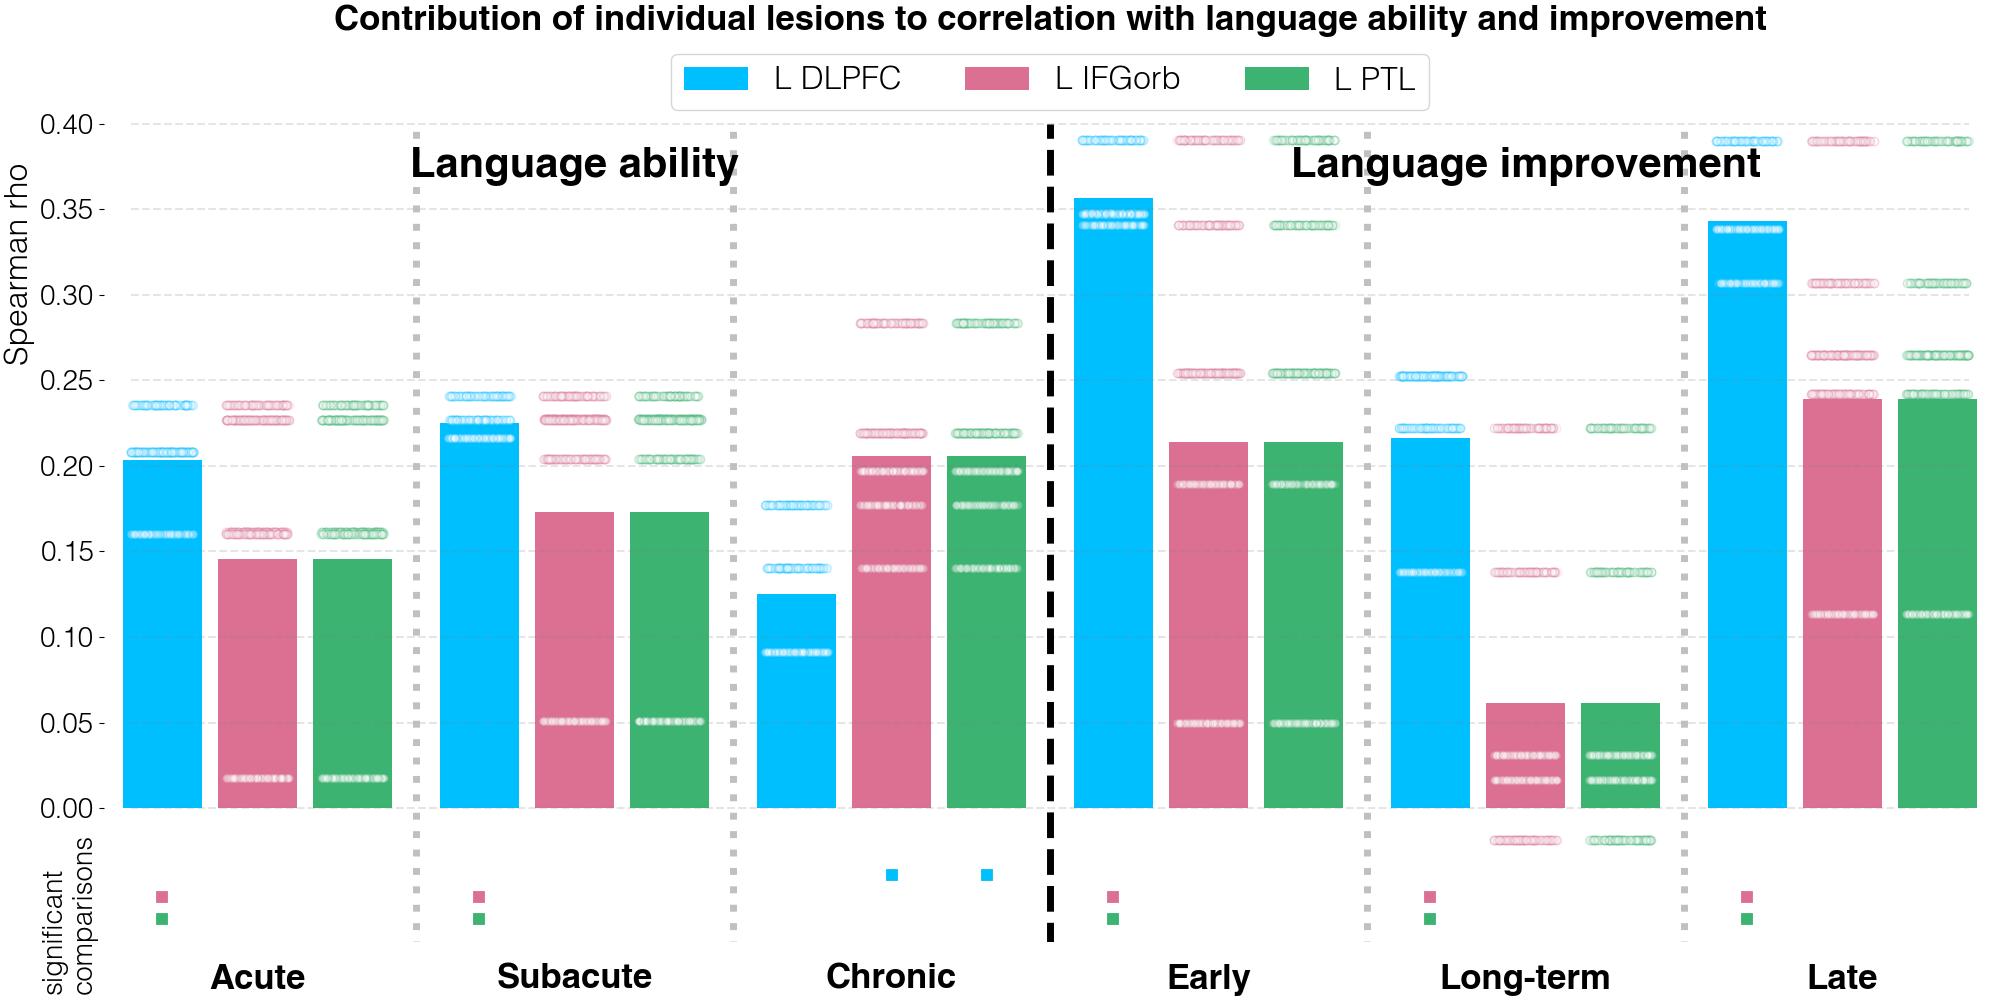 Contribution of individual lesions to correlation with language ability and improvement
L DLPFC
L IFGorb
L PTL
Language ability
Language improvement
Spearman rho
0.40
0.35
0.30
0.25
0.20
0.15
0.10
0.05
0.00
significant
comparisons
Acute
Subacute
Chronic
Early
Long-term
Late